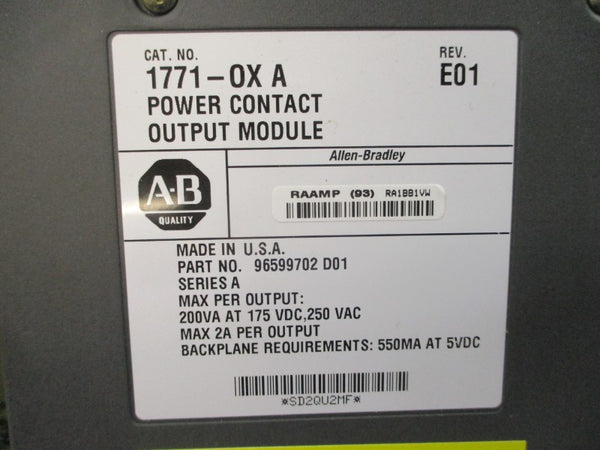 CAT. NO.
REV.
1771-OX A
E01
POWER CONTACT
OUTPUT MODULE
Allen-Bradley
A-B
QUALITY
RAAMP (93) RA1BB1VW
MADE IN U.S.A.
PART NO. 96599702 D01
SERIES A
MAX PER OUTPUT:
200VA AT 175 VDC,250 VAC
MAX 2A PER OUTPUT
BACKPLANE REQUIREMENTS: 550MA AT 5VDC
*SD2QU2MF*